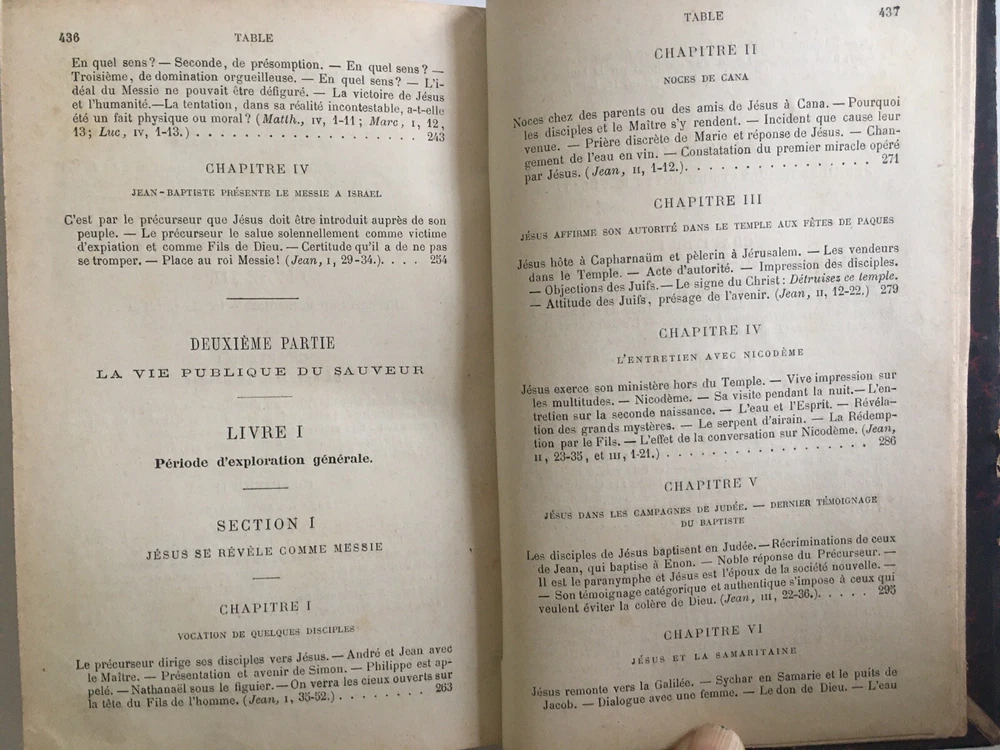 436
TABLE
En quel sens? — Seconde, de présomption. — En quel sens? —
Troisième, de domination orgueilleuse. — En quel sens? — L'i-
déal du Messie ne pouvait être défiguré. — La victoire de Jésus
et l'humanité.—La tentation, dans sa réalité incontestable, a-t-elle
été un fait physique ou moral? (Matth., IV, 1-11; Marc, I, 12,
13; Luc, IV, 1-13.) . . . . . . . . . . . . . . . . . . . 243
CHAPITRE IV
JEAN-BAPTISTE PRÉSENTE LE MESSIE A ISRAEL
C'est par le précurseur que Jésus doit être introduit auprès de son
peuple. — Le précurseur le salue solennellement comme victime
d'expiation et comme Fils de Dieu. — Certitude qu'il a de ne pas
se tromper. — Place au roi Messie! (Jean, I, 29-34.). . . . 254
DEUXIÈME PARTIE
LA VIE PUBLIQUE DU SAUVEUR
LIVRE I
Période d'exploration générale.
SECTION I
JÉSUS SE RÉVÈLE COMME MESSIE
CHAPITRE I
VOCATION DE QUELQUES DISCIPLES
Le précurseur dirige ses disciples vers Jésus. — André et Jean avec
le Maître. — Présentation et avenir de Simon. — Philippe est ap-
pelé. — Nathanaël sous le figuier. — On verra les cieux ouverts sur
la tête du Fils de l'homme. (Jean, I, 35-52.) . . . . . . . . 263
TABLE
437
CHAPITRE II
NOCES DE CANA
Noces chez des parents ou des amis de Jésus à Cana. — Pourquoi
les disciples et le Maître s'y rendent. — Incident que cause leur
venue. — Prière discrète de Marie et réponse de Jésus. — Chan-
gement de l'eau en vin. — Constatation du premier miracle opéré
par Jésus. (Jean, II, 1-12.). . . . . . . . . . . . . . . 271
CHAPITRE III
JÉSUS AFFIRME SON AUTORITÉ DANS LE TEMPLE AUX FÊTES DE PAQUES
Jésus hôte à Capharnaüm et pèlerin à Jérusalem. — Les vendeurs
dans le Temple. — Acte d'autorité. — Impression des disciples.
— Objections des Juifs. — Le signe du Christ: Détruisez ce temple.
— Attitude des Juifs, présage de l'avenir. (Jean, II, 12-22.) 279
CHAPITRE IV
L'ENTRETIEN AVEC NICODÈME
Jésus exerce son ministère hors du Temple. — Vive impression sur
les multitudes. — Nicodème. — Sa visite pendant la nuit.— L'en-
tretien sur la seconde naissance. — L'eau et l'Esprit. — Révéla-
tion des grands mystères. — Le serpent d'airain. — La Rédemp-
tion par le Fils. — L'effet de la conversation sur Nicodème. (Jean,
II, 23-35, et III, 1-21.) . . . . . . . . . . . . . . . . . 286
CHAPITRE V
JÉSUS DANS LES CAMPAGNES DE JUDÉE. — DERNIER TÉMOIGNAGE
DU BAPTISTE
Les disciples de Jésus baptisent en Judée.—Récriminations de ceux
de Jean, qui baptise à Enon. — Noble réponse du Précurseur. —
Il est le paranymphe et Jésus est l'époux de la société nouvelle. —
— Son témoignage catégorique et authentique s'impose à ceux qui
veulent éviter la colère de Dieu. (Jean, III, 22-36.). . . . . 295
CHAPITRE VI
JÉSUS ET LA SAMARITAINE
Jésus remonte vers la Galilée. — Sychar en Samarie et le puits de
Jacob. — Dialogue avec une femme. — Le don de Dieu. — L'eau